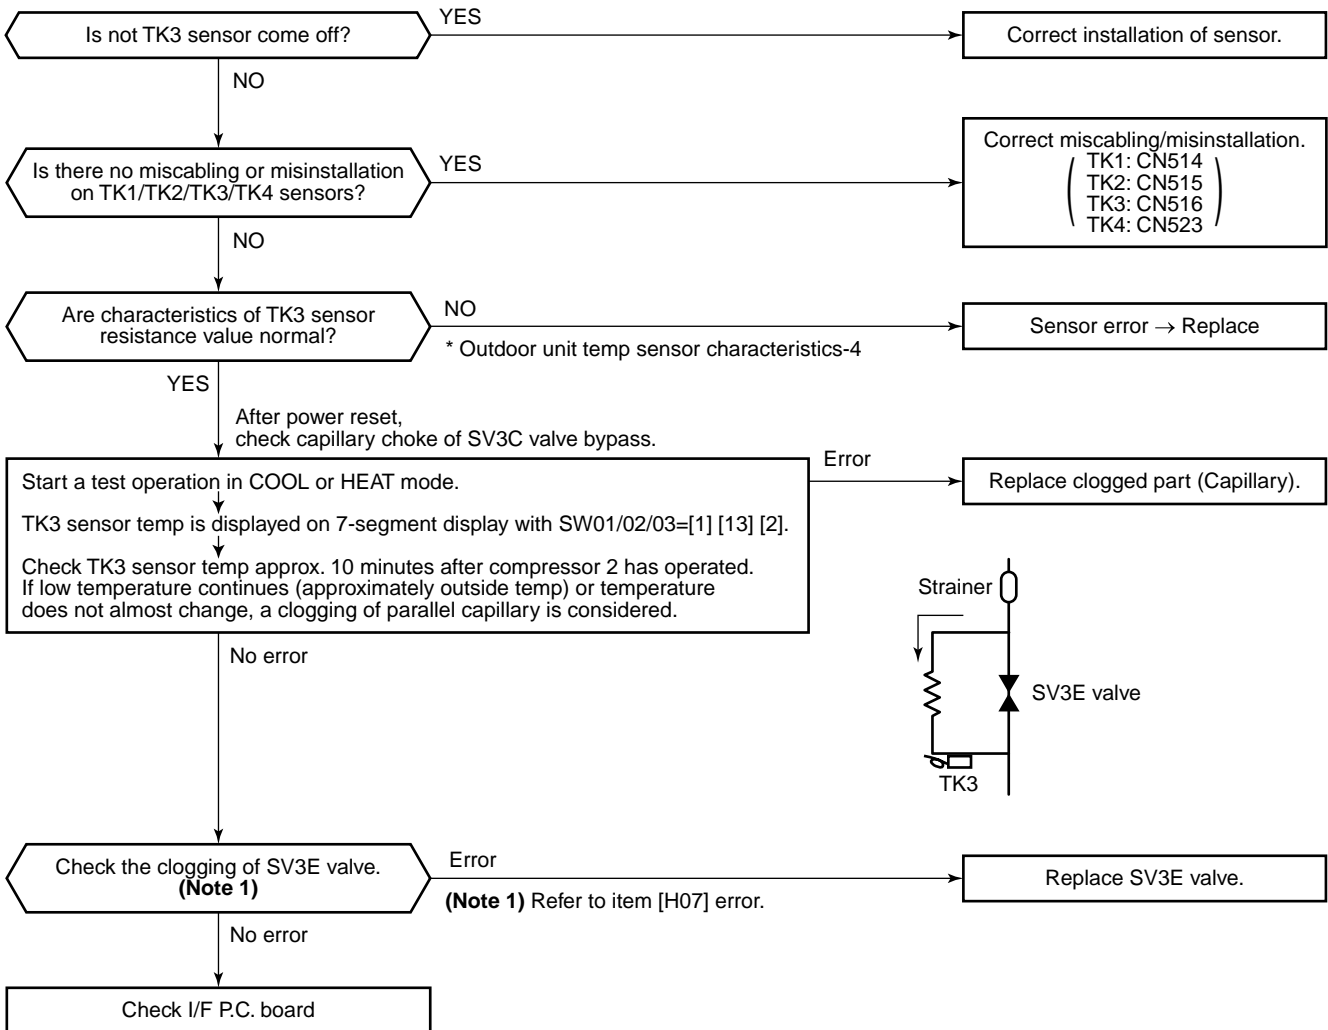 Is not TK3 sensor come off?
YES
Correct installation of sensor.
NO
Is there no miscabling or misinstallation
on TK1/TK2/TK3/TK4 sensors?
YES
Correct miscabling/misinstallation.
TK1: CN514
TK2: CN515
TK3: CN516
TK4: CN523
NO
Are characteristics of TK3 sensor
resistance value normal?
NO
* Outdoor unit temp sensor characteristics-4
Sensor error → Replace
YES
After power reset,
check capillary choke of SV3C valve bypass.
Start a test operation in COOL or HEAT mode.
TK3 sensor temp is displayed on 7-segment display with SW01/02/03=[1] [13] [2].
Check TK3 sensor temp approx. 10 minutes after compressor 2 has operated.
If low temperature continues (approximately outside temp) or temperature
does not almost change, a clogging of parallel capillary is considered.
Error
Replace clogged part (Capillary).
No error
Strainer
SV3E valve
TK3
Check the clogging of SV3E valve.
(Note 1)
Error
(Note 1) Refer to item [H07] error.
Replace SV3E valve.
No error
Check I/F P.C. board